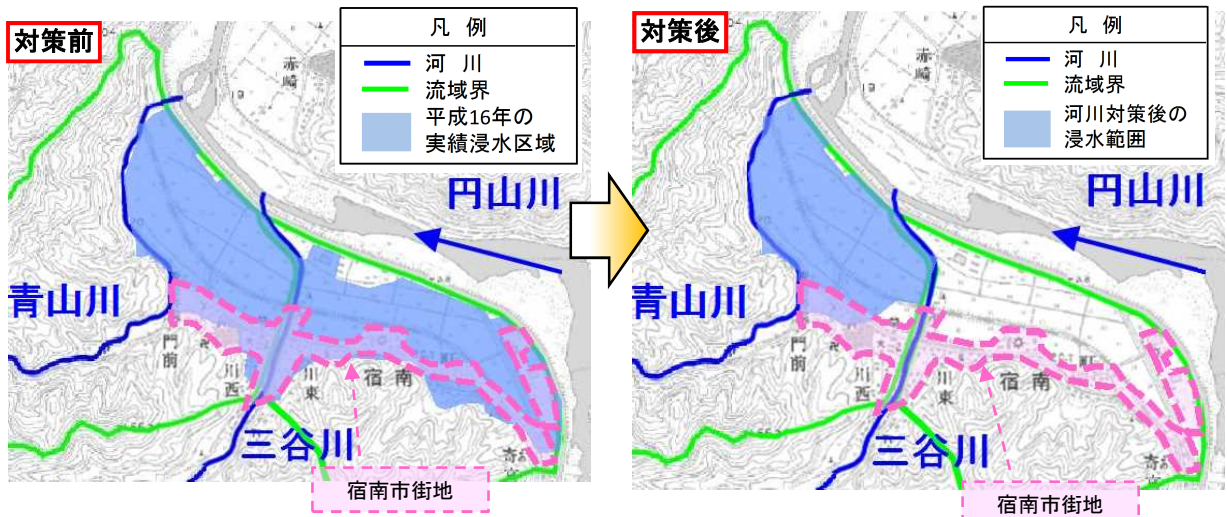 対策前
凡 例
河 川
流域界
平成16年の
実績浸水区域
赤崎
円山川
青山川
門前
川西
川東
宿南
三谷川
宿南市街地
対策後
凡 例
河 川
流域界
河川対策後の
浸水範囲
赤崎
円山川
青山川
門前
川西
川東
宿南
三谷川
宿南市街地